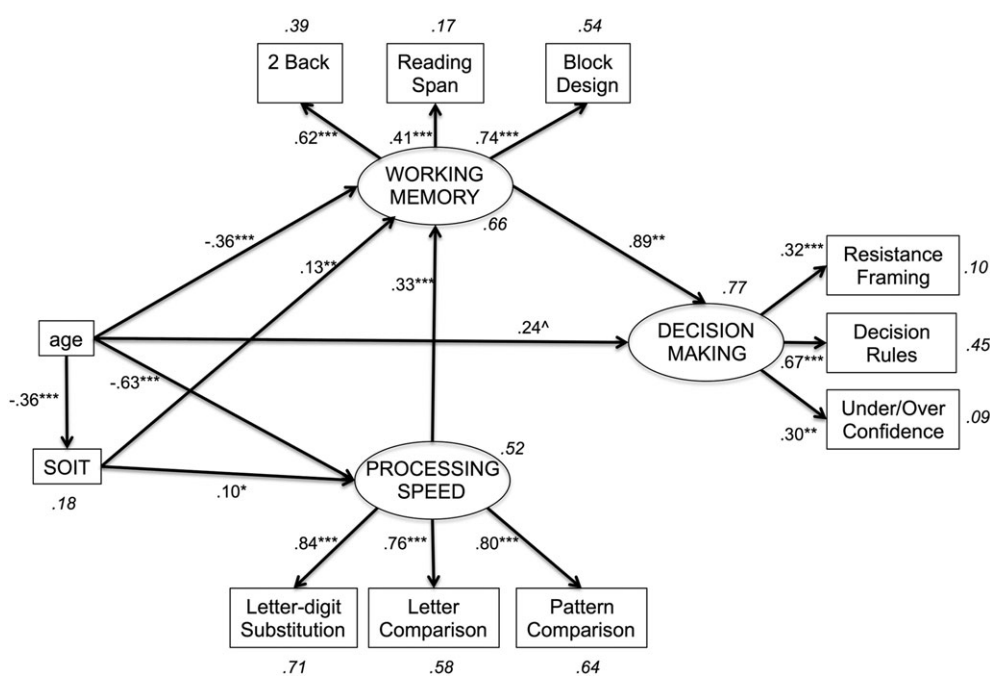 .39
.17
.54
2 Back
Reading
Span
Block
Design
.62***
.41***
.74***
WORKING
MEMORY
.66
-.36***
.13**
.33***
.89**
.32***
Resistance
Framing
.10
.77
age
.24^
DECISION
MAKING
.67***
Decision
Rules
.45
-.63***
-.36***
.30**
Under/Over
Confidence
.09
SOIT
.18
.10*
PROCESSING
SPEED
.52
.84***
.76***
.80***
Letter-digit
Substitution
Letter
Comparison
Pattern
Comparison
.71
.58
.64